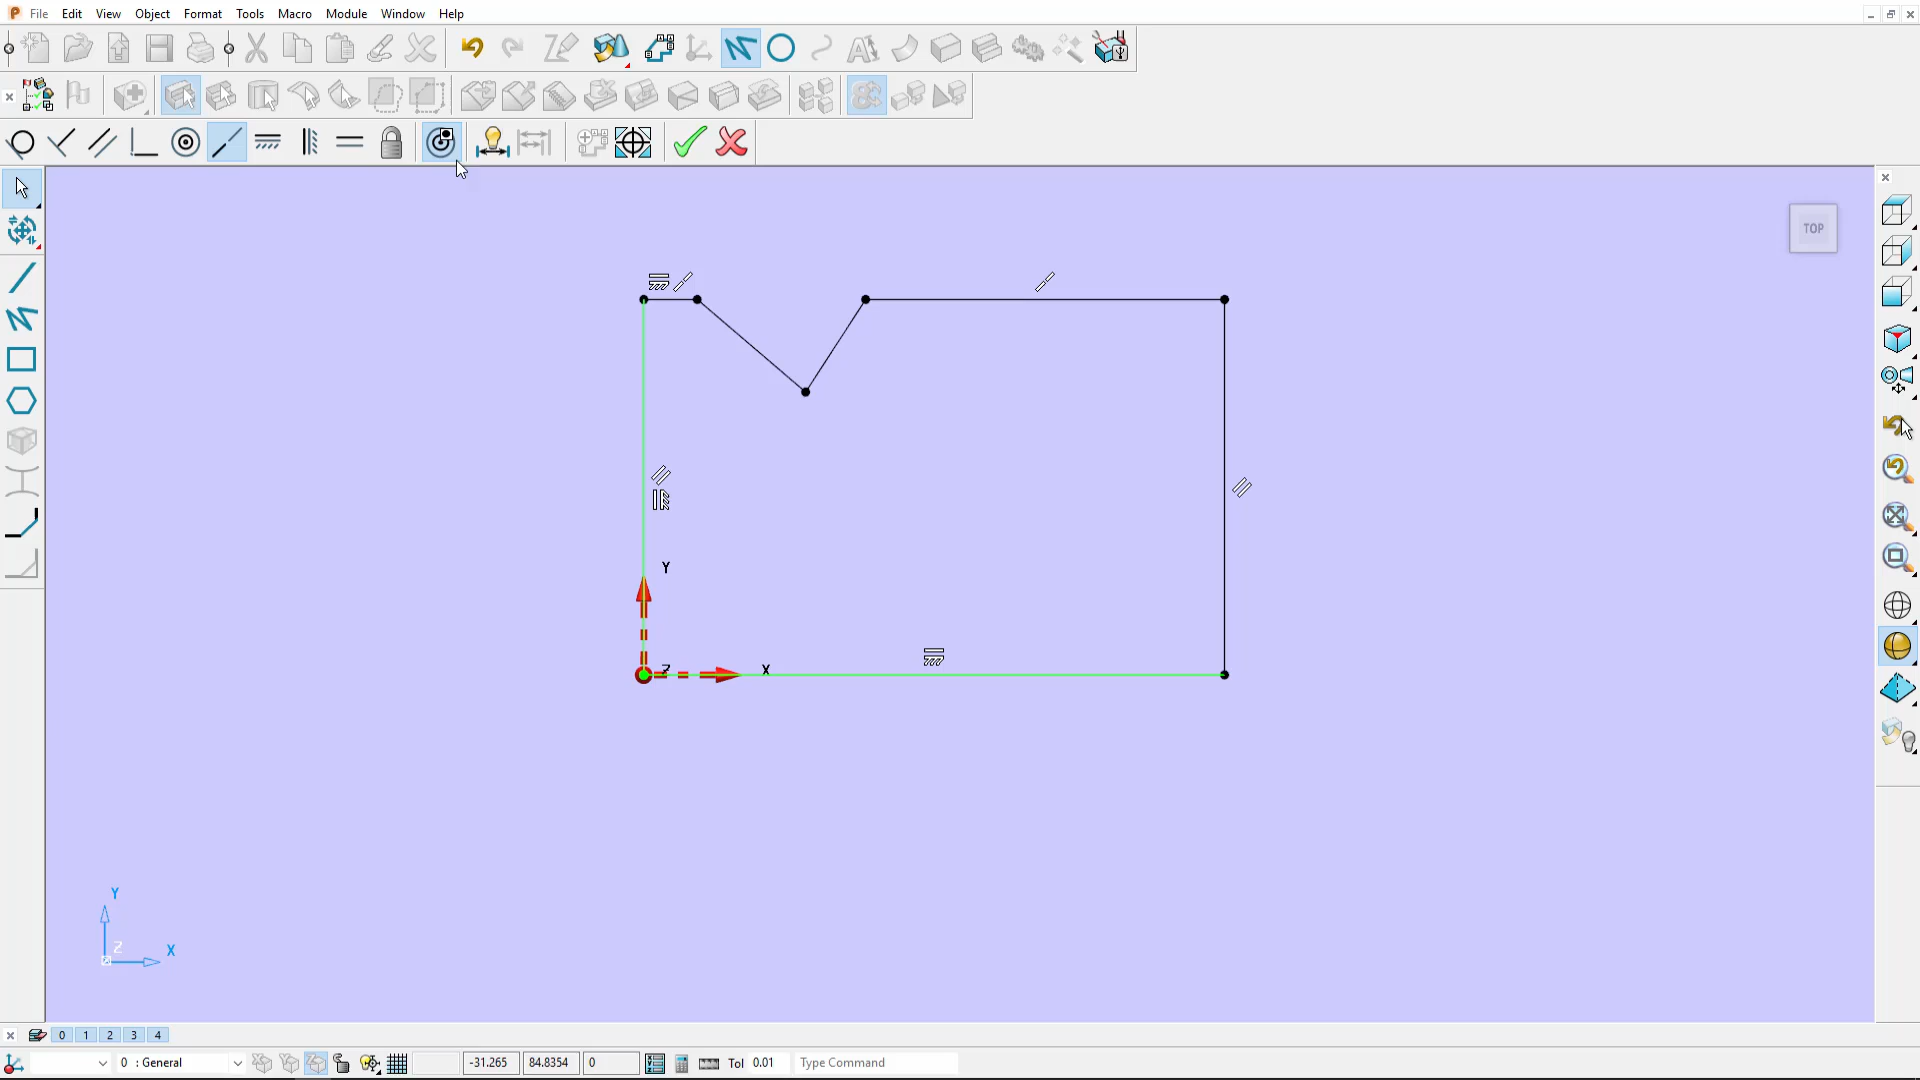 File Edit View Object Format Tools Macro Module Window Help
TOP
Y
Z X
Y
Z X
0 1 2 3 4
0 : General -31.265 84.8354 0 Tol 0.01 Type Command